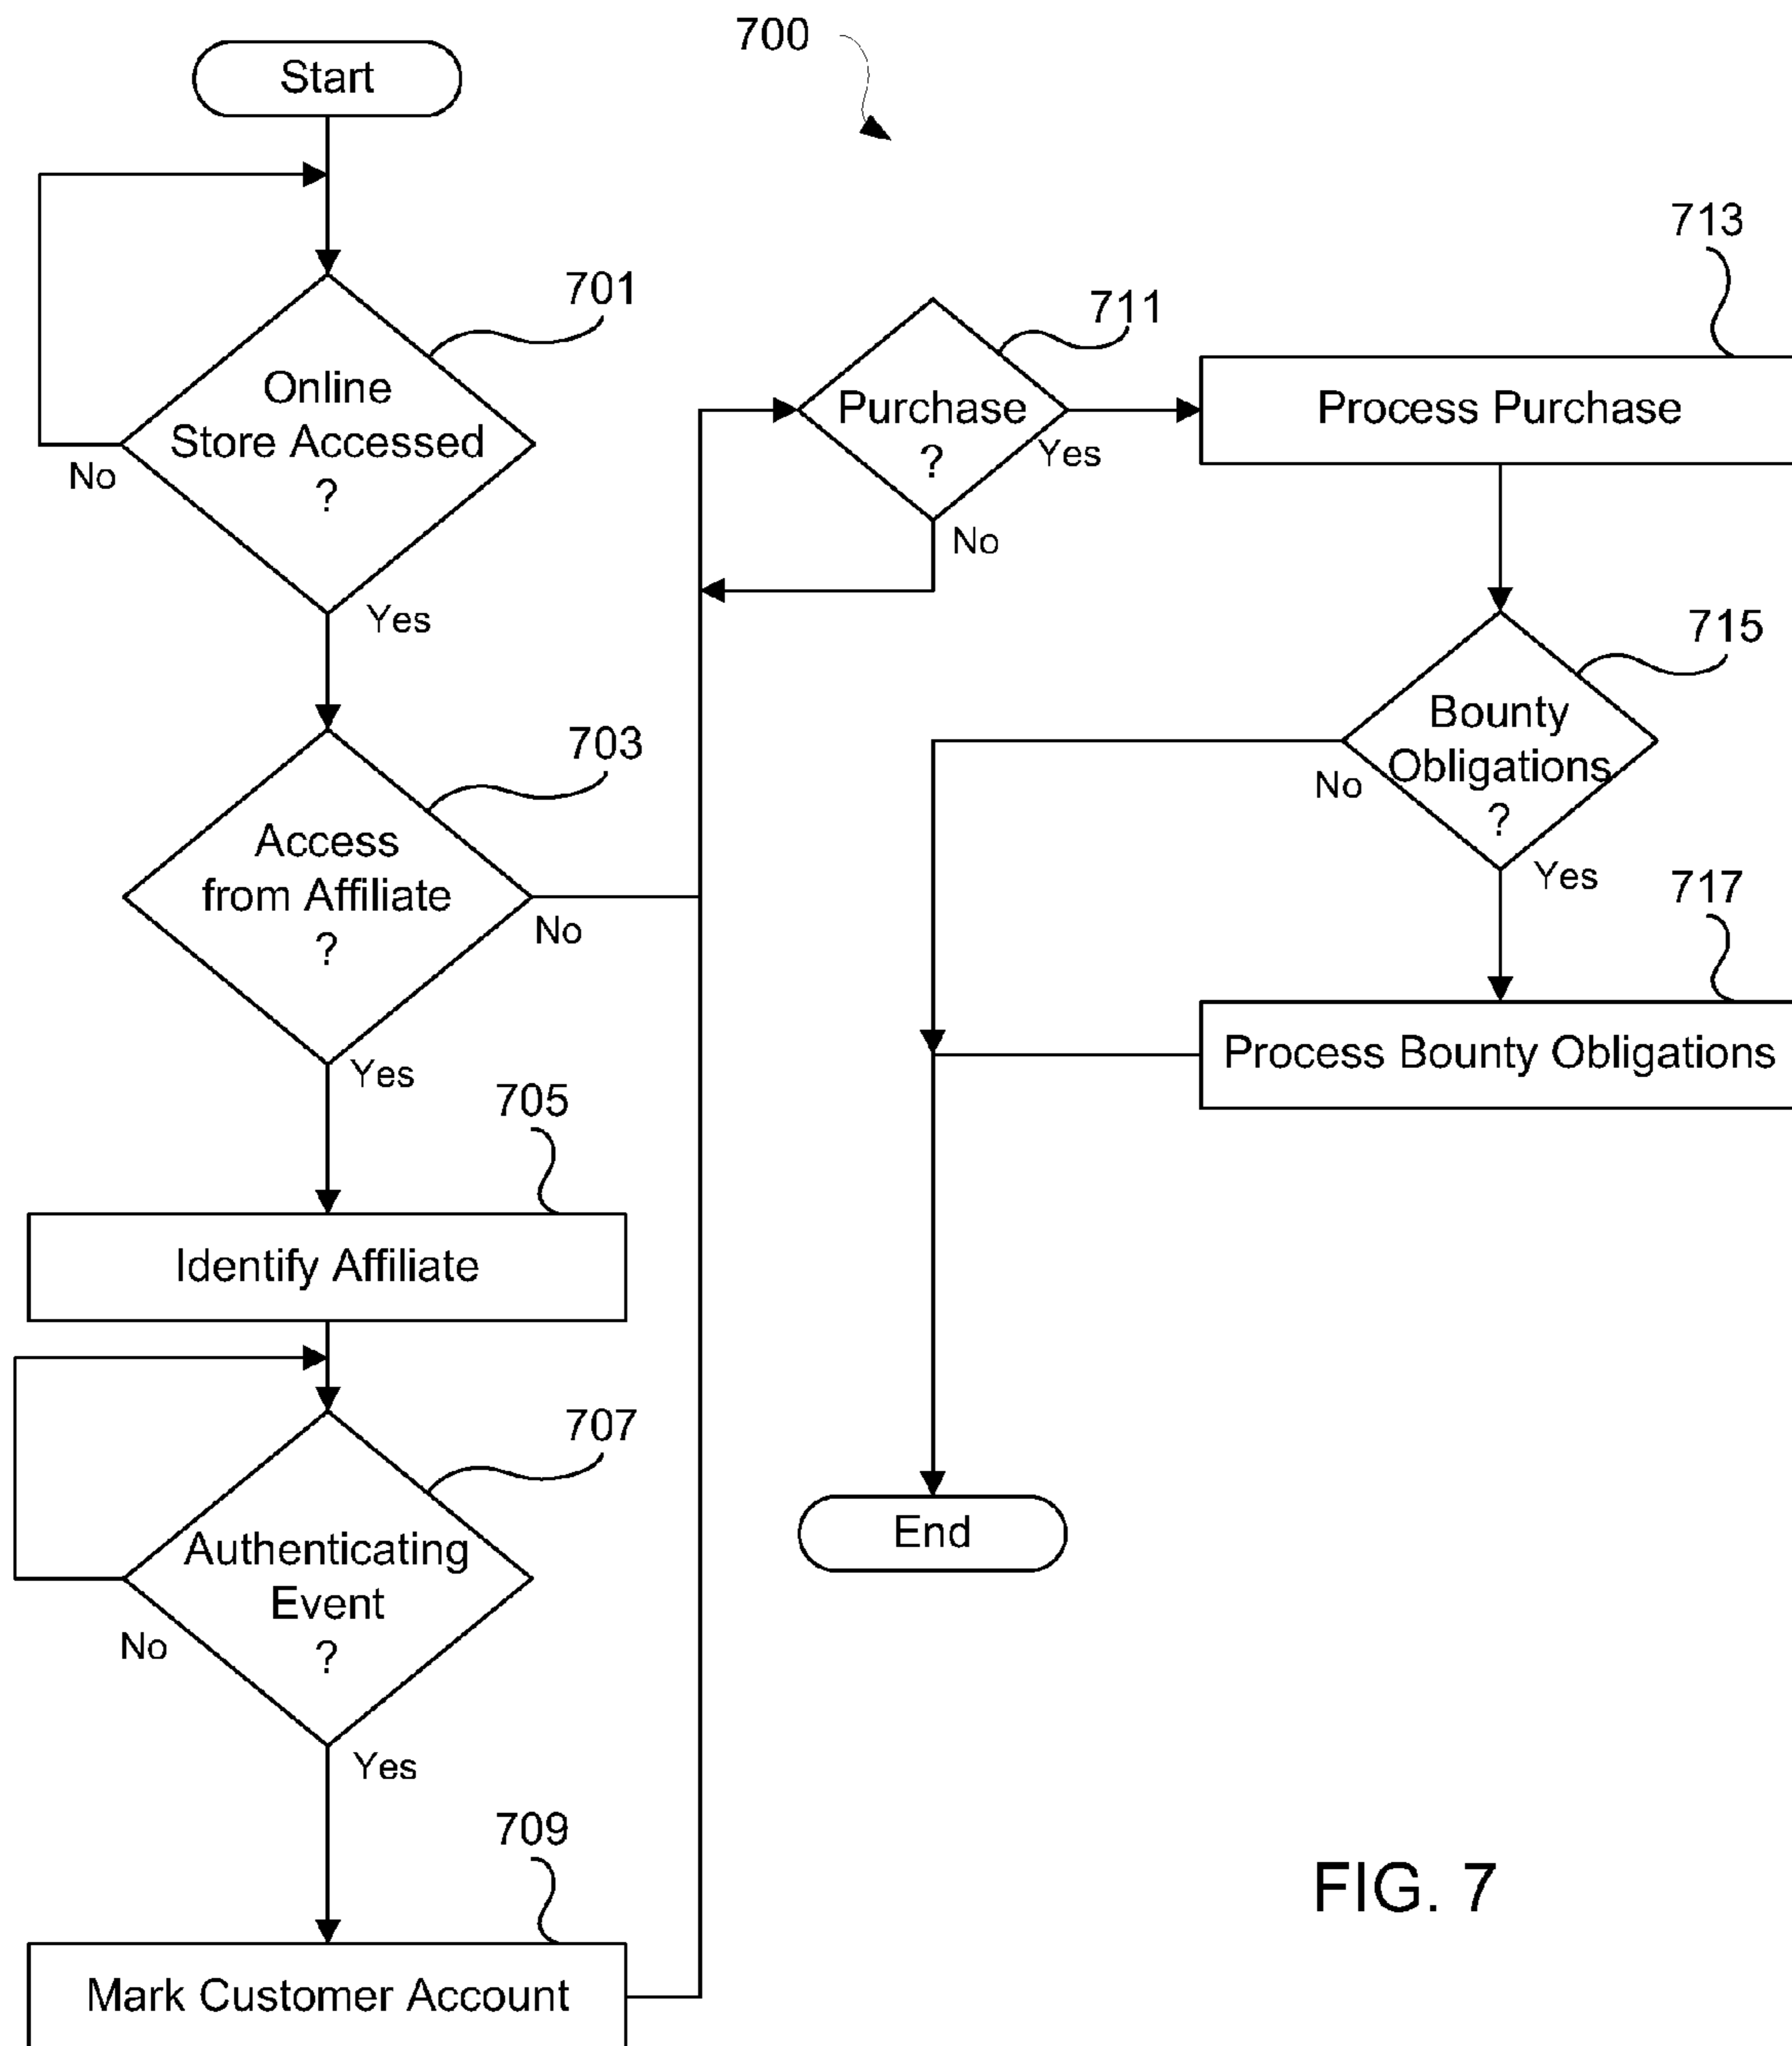 700
Start
701
Online
Store Accessed
?
No
Yes
703
Access
from Affiliate
?
No
Yes
705
Identify Affiliate
707
Authenticating
Event
?
No
Yes
709
Mark Customer Account
711
Purchase
?
Yes
No
713
Process Purchase
715
Bounty
Obligations
?
No
Yes
717
Process Bounty Obligations
End
FIG. 7